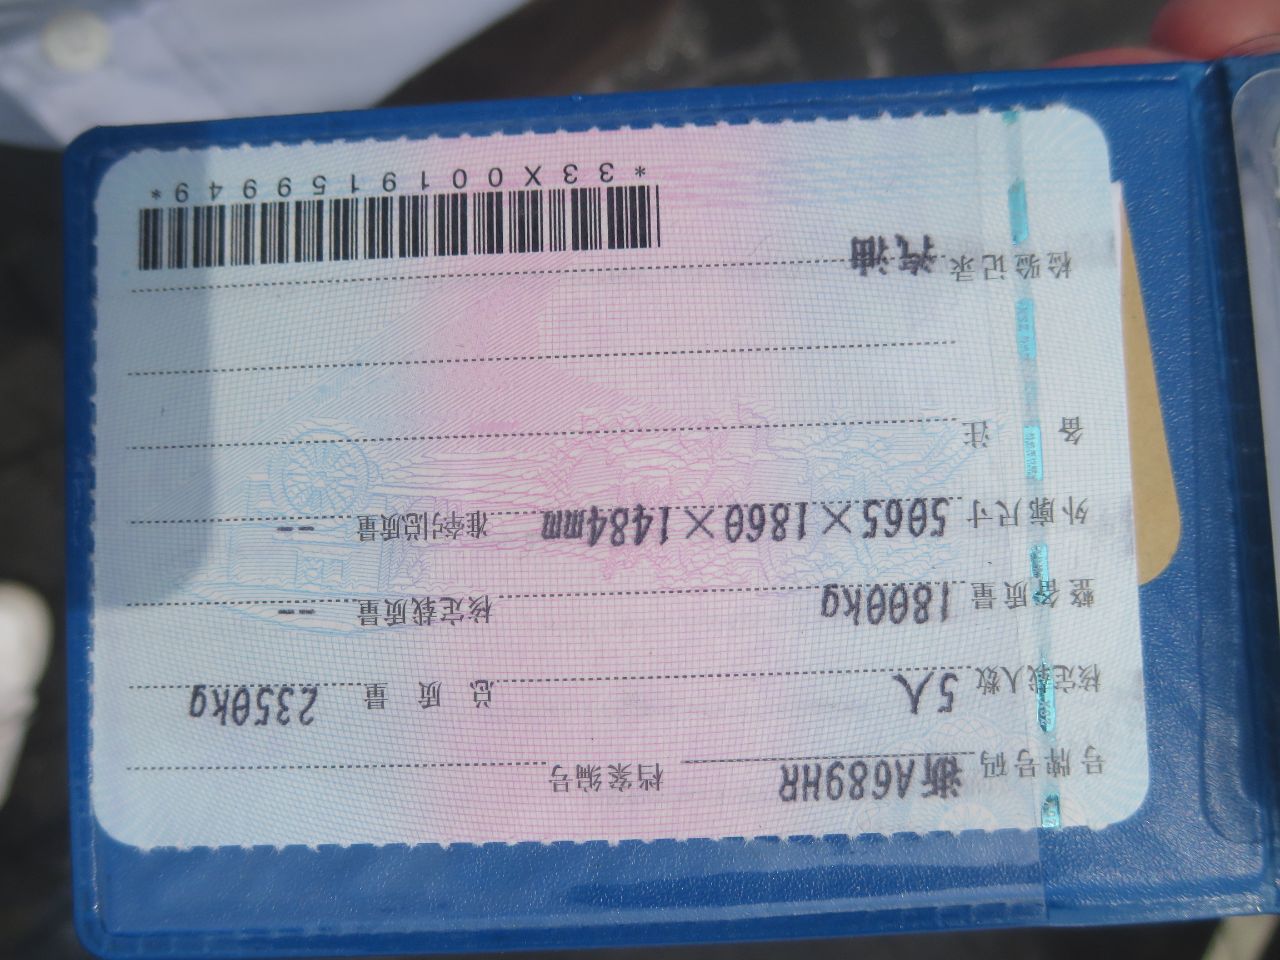 号牌号码 浙A689HR 档案编号
核定载人数 5人 总质量 2350kg
整备质量 1800kg 核定载质量 --
外廓尺寸 5065×1860×1484mm 准牵引总质量 --
备注
检验记录 汽油
*33X0019159949*